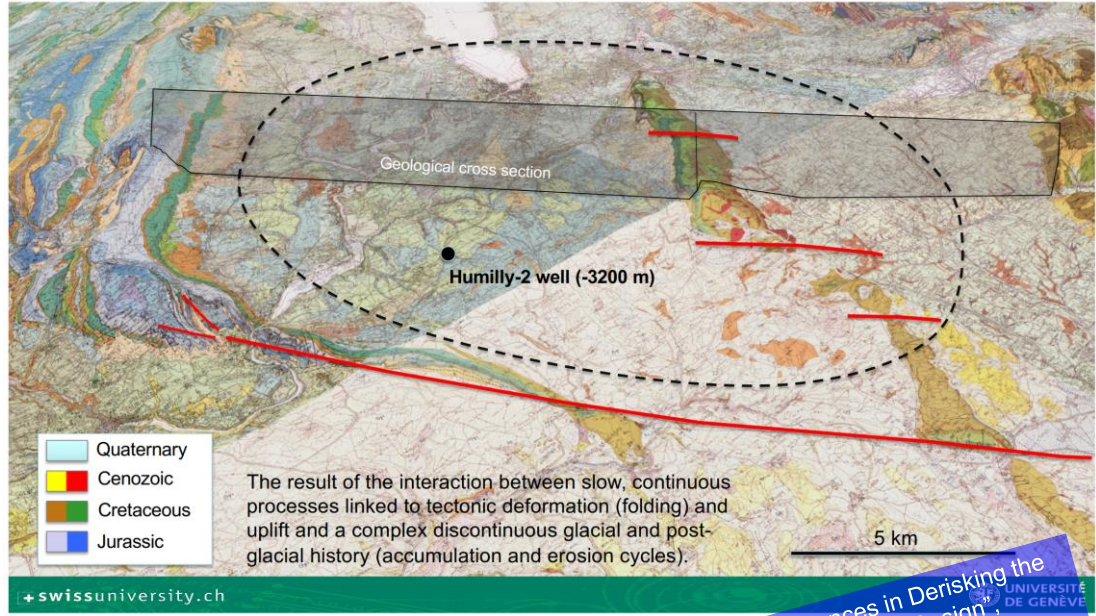 Geological cross section
Humilly-2 well (-3200 m)
Quaternary
Cenozoic
Cretaceous
Jurassic
The result of the interaction between slow, continuous
processes linked to tectonic deformation (folding) and
uplift and a complex discontinuous glacial and post-
glacial history (accumulation and erosion cycles).
5 km
in Derisking the
swissuniversity.ch
UNIVERSITÉ
DE GENÈVE